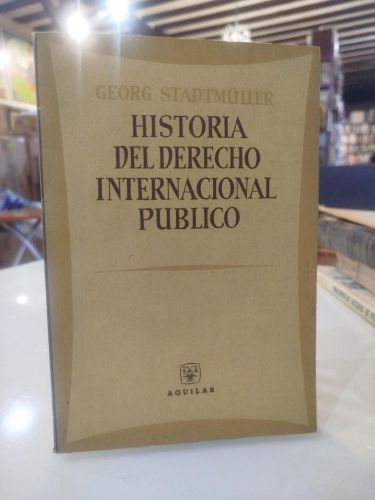 GEORG STADTMÜLLER
HISTORIA
DEL DERECHO
INTERNACIONAL
PUBLICO
AGUILAR